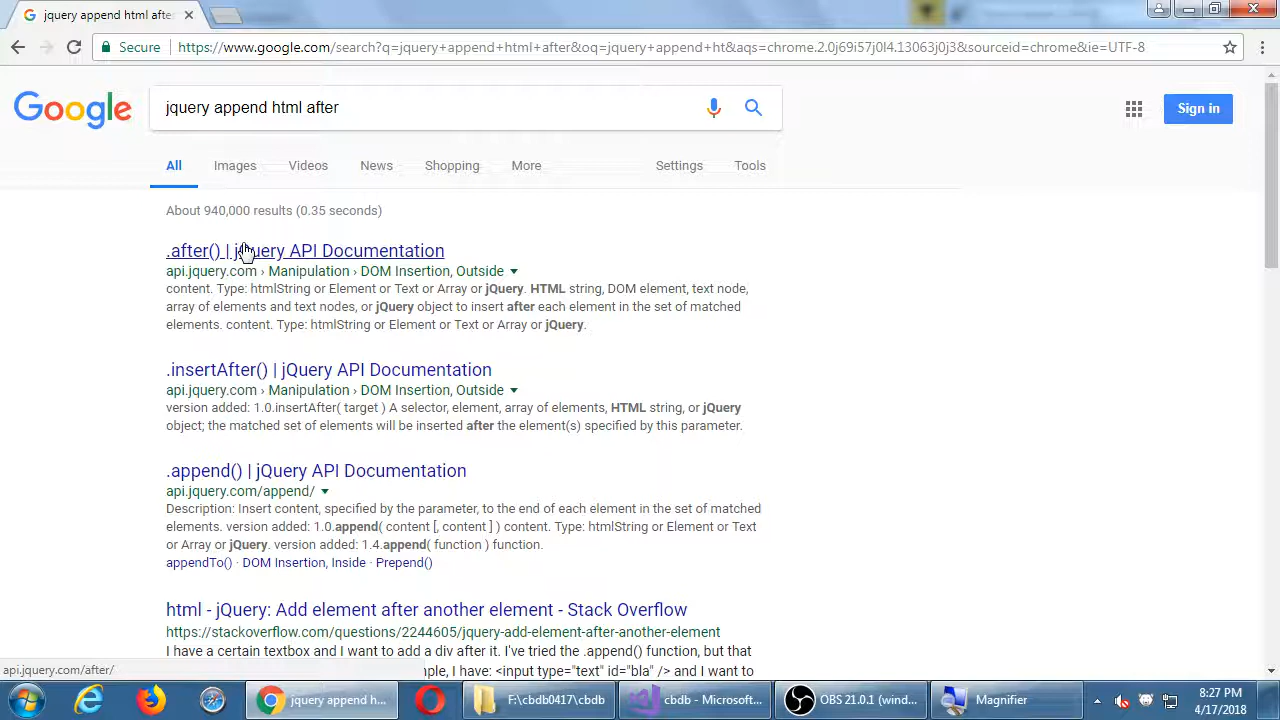 jquery append html afte
Secure
https://www.google.com/search?q=jquery+append+html+after&oq=jquery+append+ht&aqs=chrome.2.0j69i57j0l4.13063j0j3&sourceid=chrome&ie=UTF-8
Google
jquery append html after
Sign in
All Images Videos News Shopping More Settings Tools
About 940,000 results (0.35 seconds)
.after() | jQuery API Documentation
api.jquery.com › Manipulation › DOM Insertion, Outside
content. Type: htmlString or Element or Text or Array or jQuery. HTML string, DOM element, text node,
array of elements and text nodes, or jQuery object to insert after each element in the set of matched
elements. content. Type: htmlString or Element or Text or Array or jQuery.
.insertAfter() | jQuery API Documentation
api.jquery.com › Manipulation › DOM Insertion, Outside
version added: 1.0.insertAfter( target ) A selector, element, array of elements, HTML string, or jQuery
object; the matched set of elements will be inserted after the element(s) specified by this parameter.
.append() | jQuery API Documentation
api.jquery.com/append/
Description: Insert content, specified by the parameter, to the end of each element in the set of matched
elements. version added: 1.0.append( content [, content ] ) content. Type: htmlString or Element or Text
or Array or jQuery. version added: 1.4.append( function ) function.
appendTo() · DOM Insertion, Inside · Prepend()
html - jQuery: Add element after another element - Stack Overflow
https://stackoverflow.com/questions/2244605/jquery-add-element-after-another-element
I have a certain textbox and I want to add a div after it. I've tried the .append() function, but that
mple, I have: <input type="text" id="bla" /> and I want to
api.jquery.com/after/
jquery append h...
F:\cbdb0417\cbdb
cbdb - Microsoft...
OBS 21.0.1 (wind...
Magnifier
8:27 PM
4/17/2018